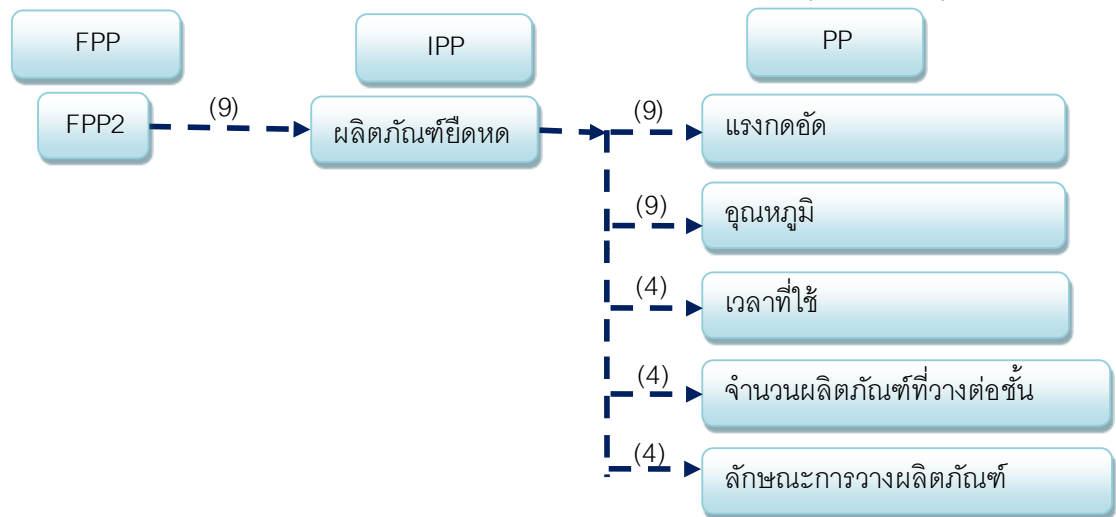 FPP
IPP
PP
FPP2
(9)
ผลิตภัณฑ์ยืดหด
(9)
แรงกดอัด
(9)
อุณหภูมิ
(4)
เวลาที่ใช้
(4)
จำนวนผลิตภัณฑ์ที่วางต่อชั้น
(4)
ลักษณะการวางผลิตภัณฑ์